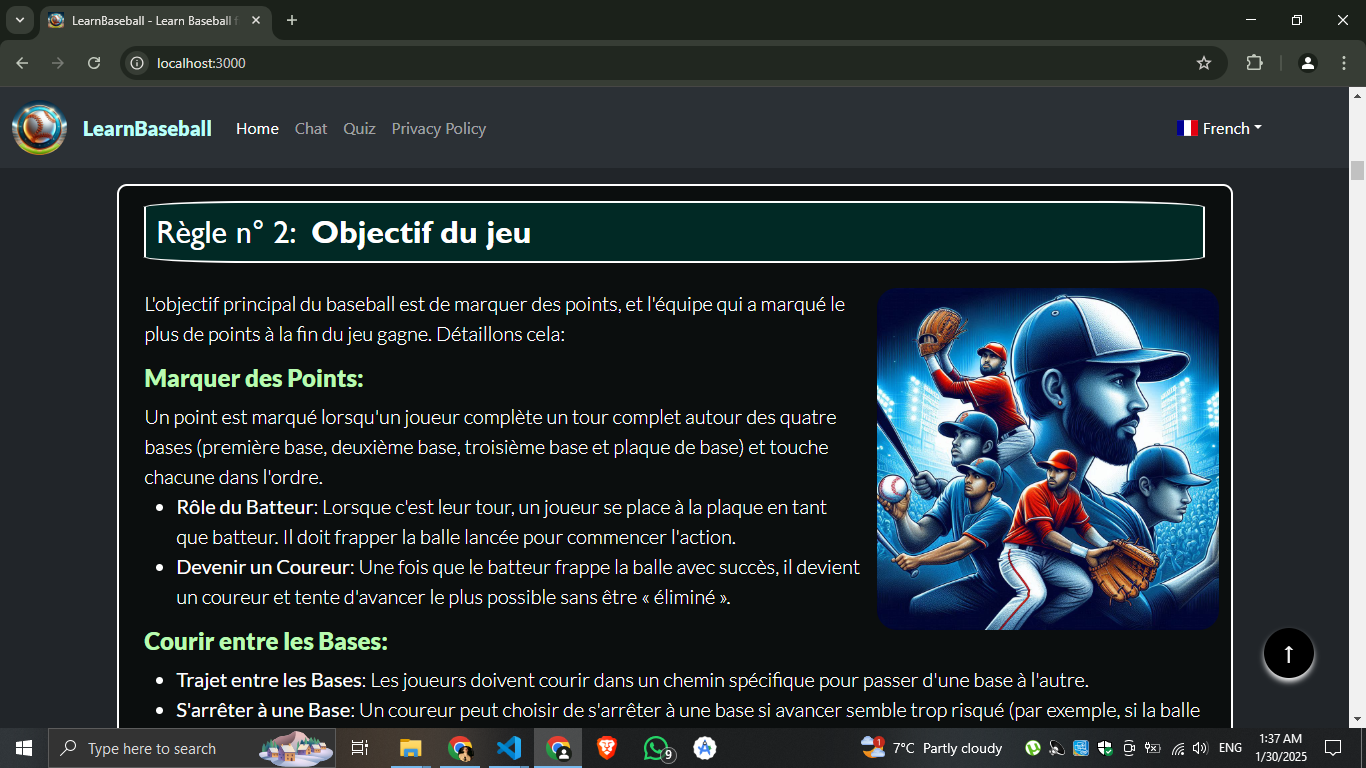 LearnBaseball - Learn Baseball f
localhost:3000
LearnBaseball Home Chat Quiz Privacy Policy French
Règle n° 2: Objectif du jeu
L'objectif principal du baseball est de marquer des points, et l'équipe qui a marqué le
plus de points à la fin du jeu gagne. Détaillons cela:
Marquer des Points:
Un point est marqué lorsqu'un joueur complète un tour complet autour des quatre
bases (première base, deuxième base, troisième base et plaque de base) et touche
chacune dans l'ordre.
• Rôle du Batteur: Lorsque c'est leur tour, un joueur se place à la plaque en tant
que batteur. Il doit frapper la balle lancée pour commencer l'action.
• Devenir un Coureur: Une fois que le batteur frappe la balle avec succès, il devient
un coureur et tente d'avancer le plus possible sans être « éliminé ».
Courir entre les Bases:
• Trajet entre les Bases: Les joueurs doivent courir dans un chemin spécifique pour passer d'une base à l'autre.
• S'arrêter à une Base: Un coureur peut choisir de s'arrêter à une base si avancer semble trop risqué (par exemple, si la balle
↑
Type here to search
9
1
7°C Partly cloudy
ENG
1:37 AM
1/30/2025